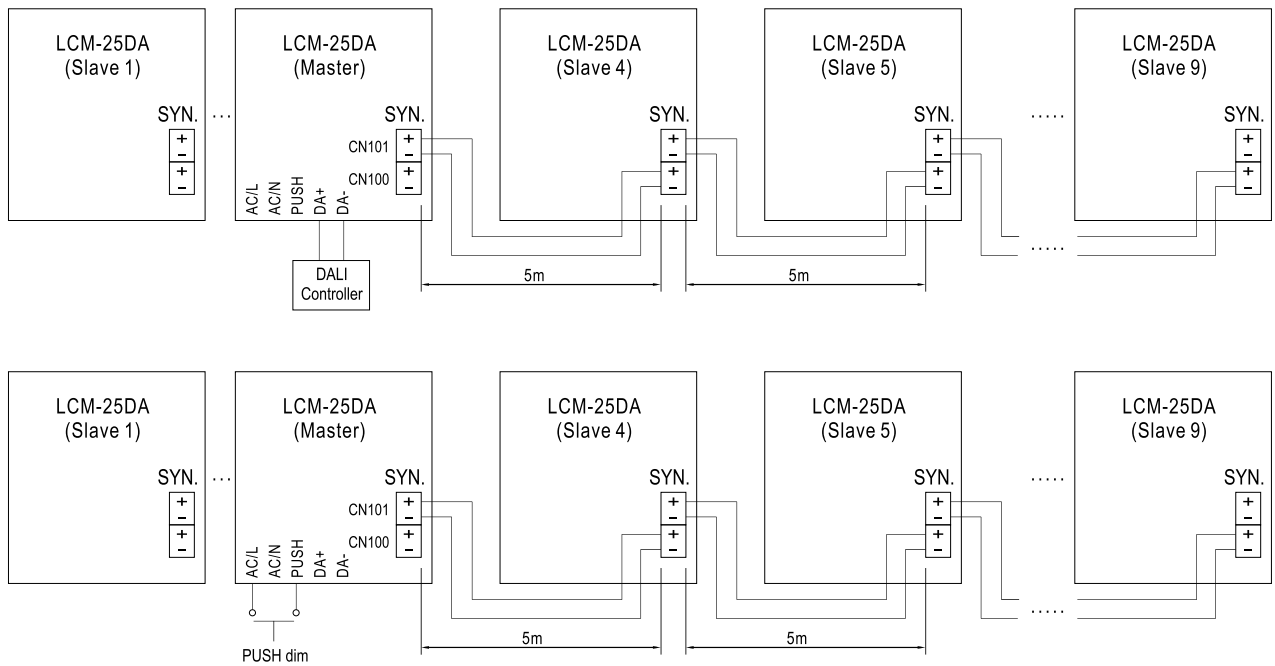 LCM-25DA
(Slave 1)
SYN.
+
−
+
−
.....
LCM-25DA
(Master)
SYN.
CN101
+
−
CN100
+
−
AC/L
AC/N
PUSH
DA+
DA-
DALI
Controller
LCM-25DA
(Slave 4)
SYN.
+
−
+
−
5m
LCM-25DA
(Slave 5)
SYN.
+
−
+
−
5m
.....
.....
LCM-25DA
(Slave 9)
SYN.
+
−
+
−
LCM-25DA
(Slave 1)
SYN.
+
−
+
−
...
LCM-25DA
(Master)
SYN.
CN101
+
−
CN100
+
−
AC/L
AC/N
PUSH
DA+
DA-
PUSH dim
LCM-25DA
(Slave 4)
SYN.
+
−
+
−
5m
LCM-25DA
(Slave 5)
SYN.
+
−
+
−
5m
.....
.....
LCM-25DA
(Slave 9)
SYN.
+
−
+
−